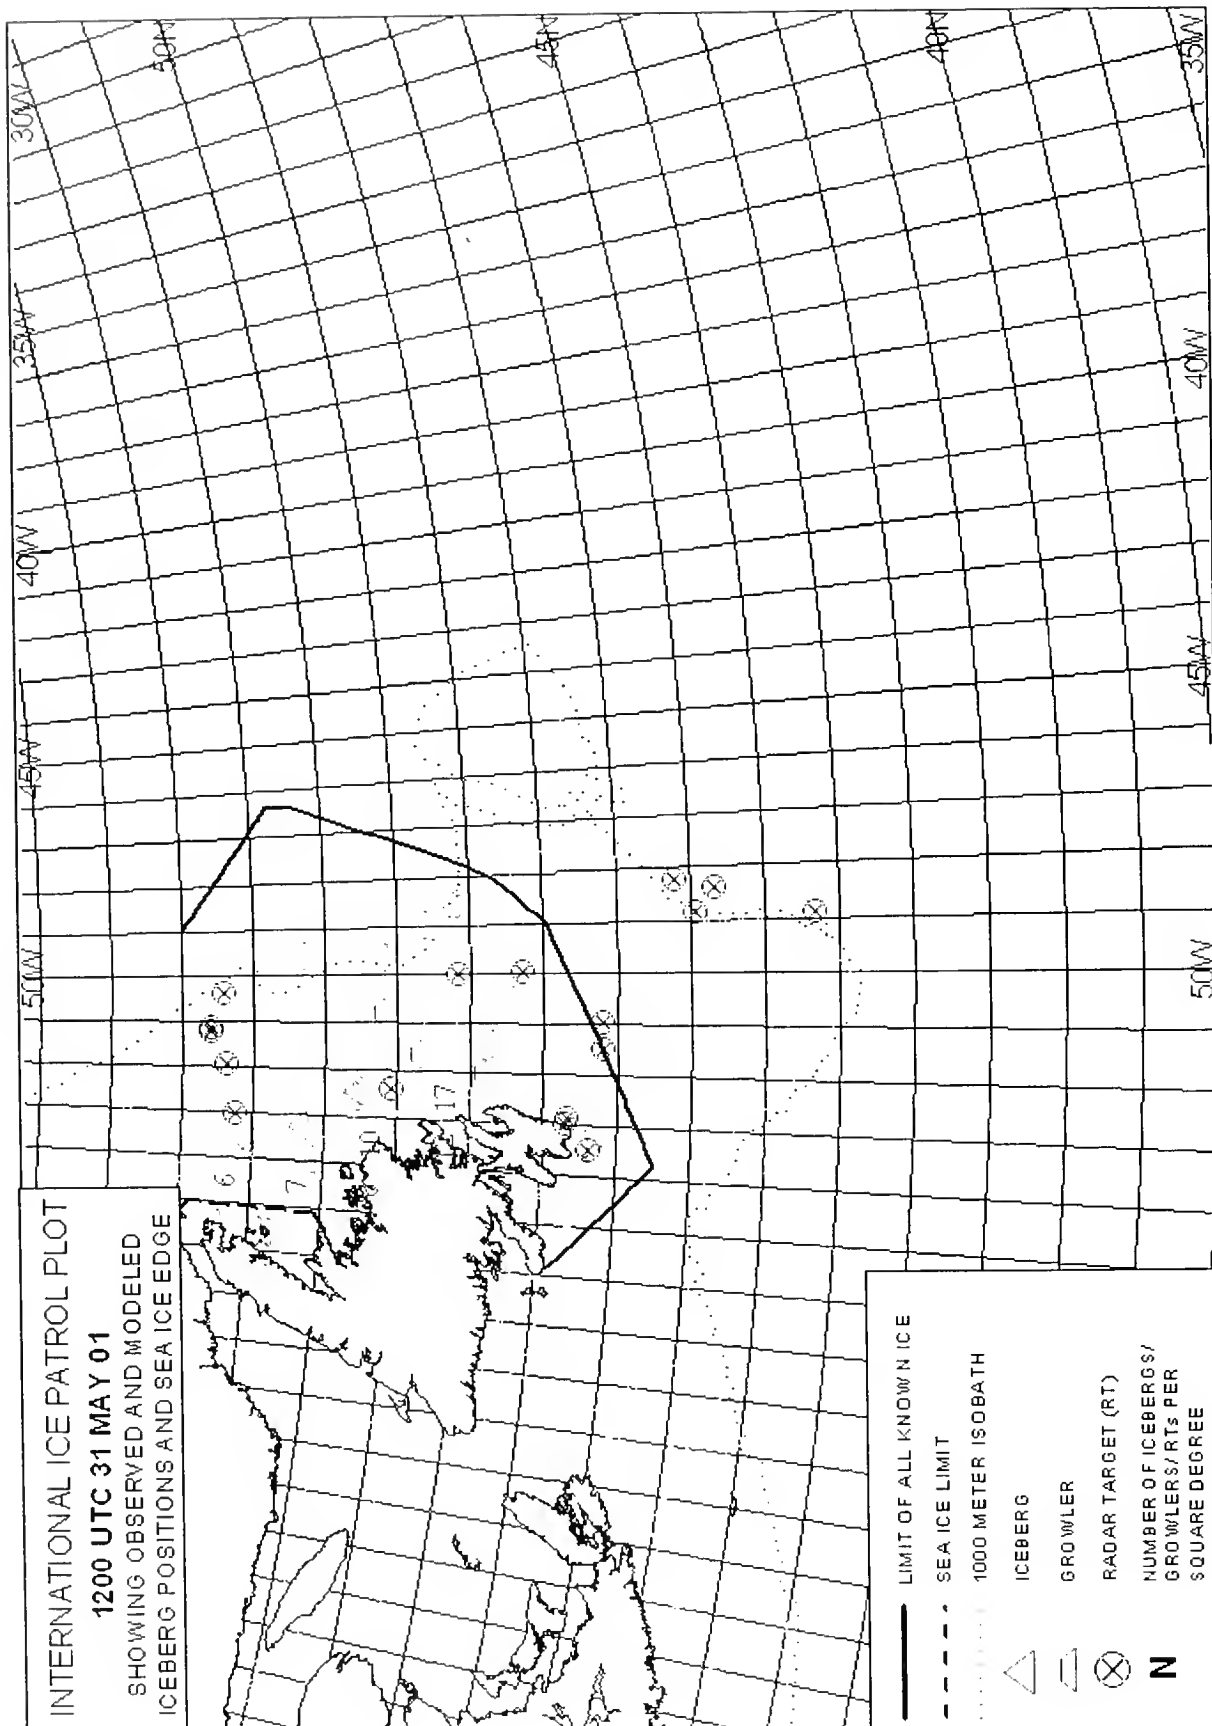 INTERNATIONAL ICE PATROL PLOT
1200 UTC 31 MAY 01
SHOWING OBSERVED AND MODELED
ICEBERG POSITIONS AND SEA ICE EDGE
50W
45W
40W
35W
30W
50N
45N
40N
35W
40W
45W
50W
6
7
17
LIMIT OF ALL KNOWN ICE
SEA ICE LIMIT
1000 METER ISOBATH
ICEBERG
GROWLER
RADAR TARGET (RT)
N
NUMBER OF ICEBERGS/
GROWLERS/RTs PER
SQUARE DEGREE